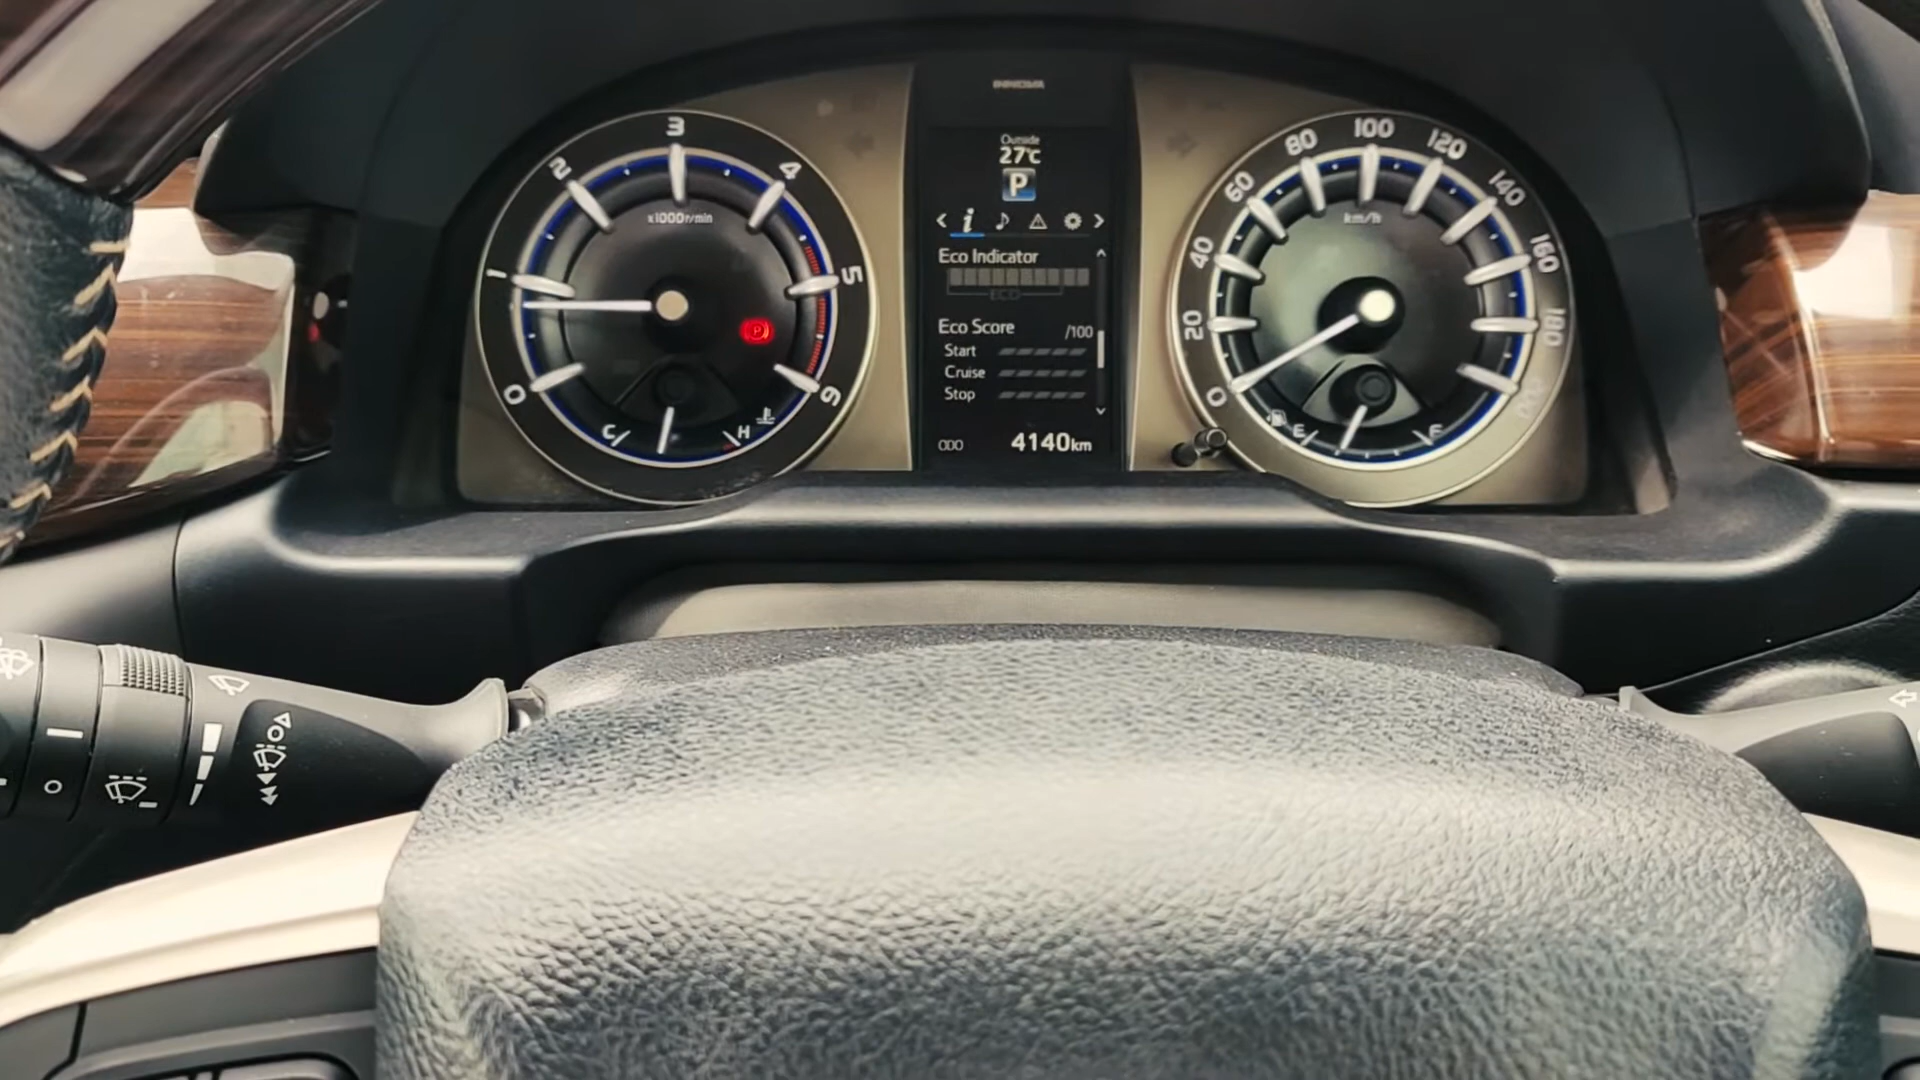 INNOVA
Outside
27°C
P
Eco Indicator
ECO
Eco Score /100
Start
Cruise
Stop
ODO 4140km
0
1
2
3
4
5
6
x1000r/min
C
H
P
0
20
40
60
80
100
120
140
160
180
200
km/h
E
F